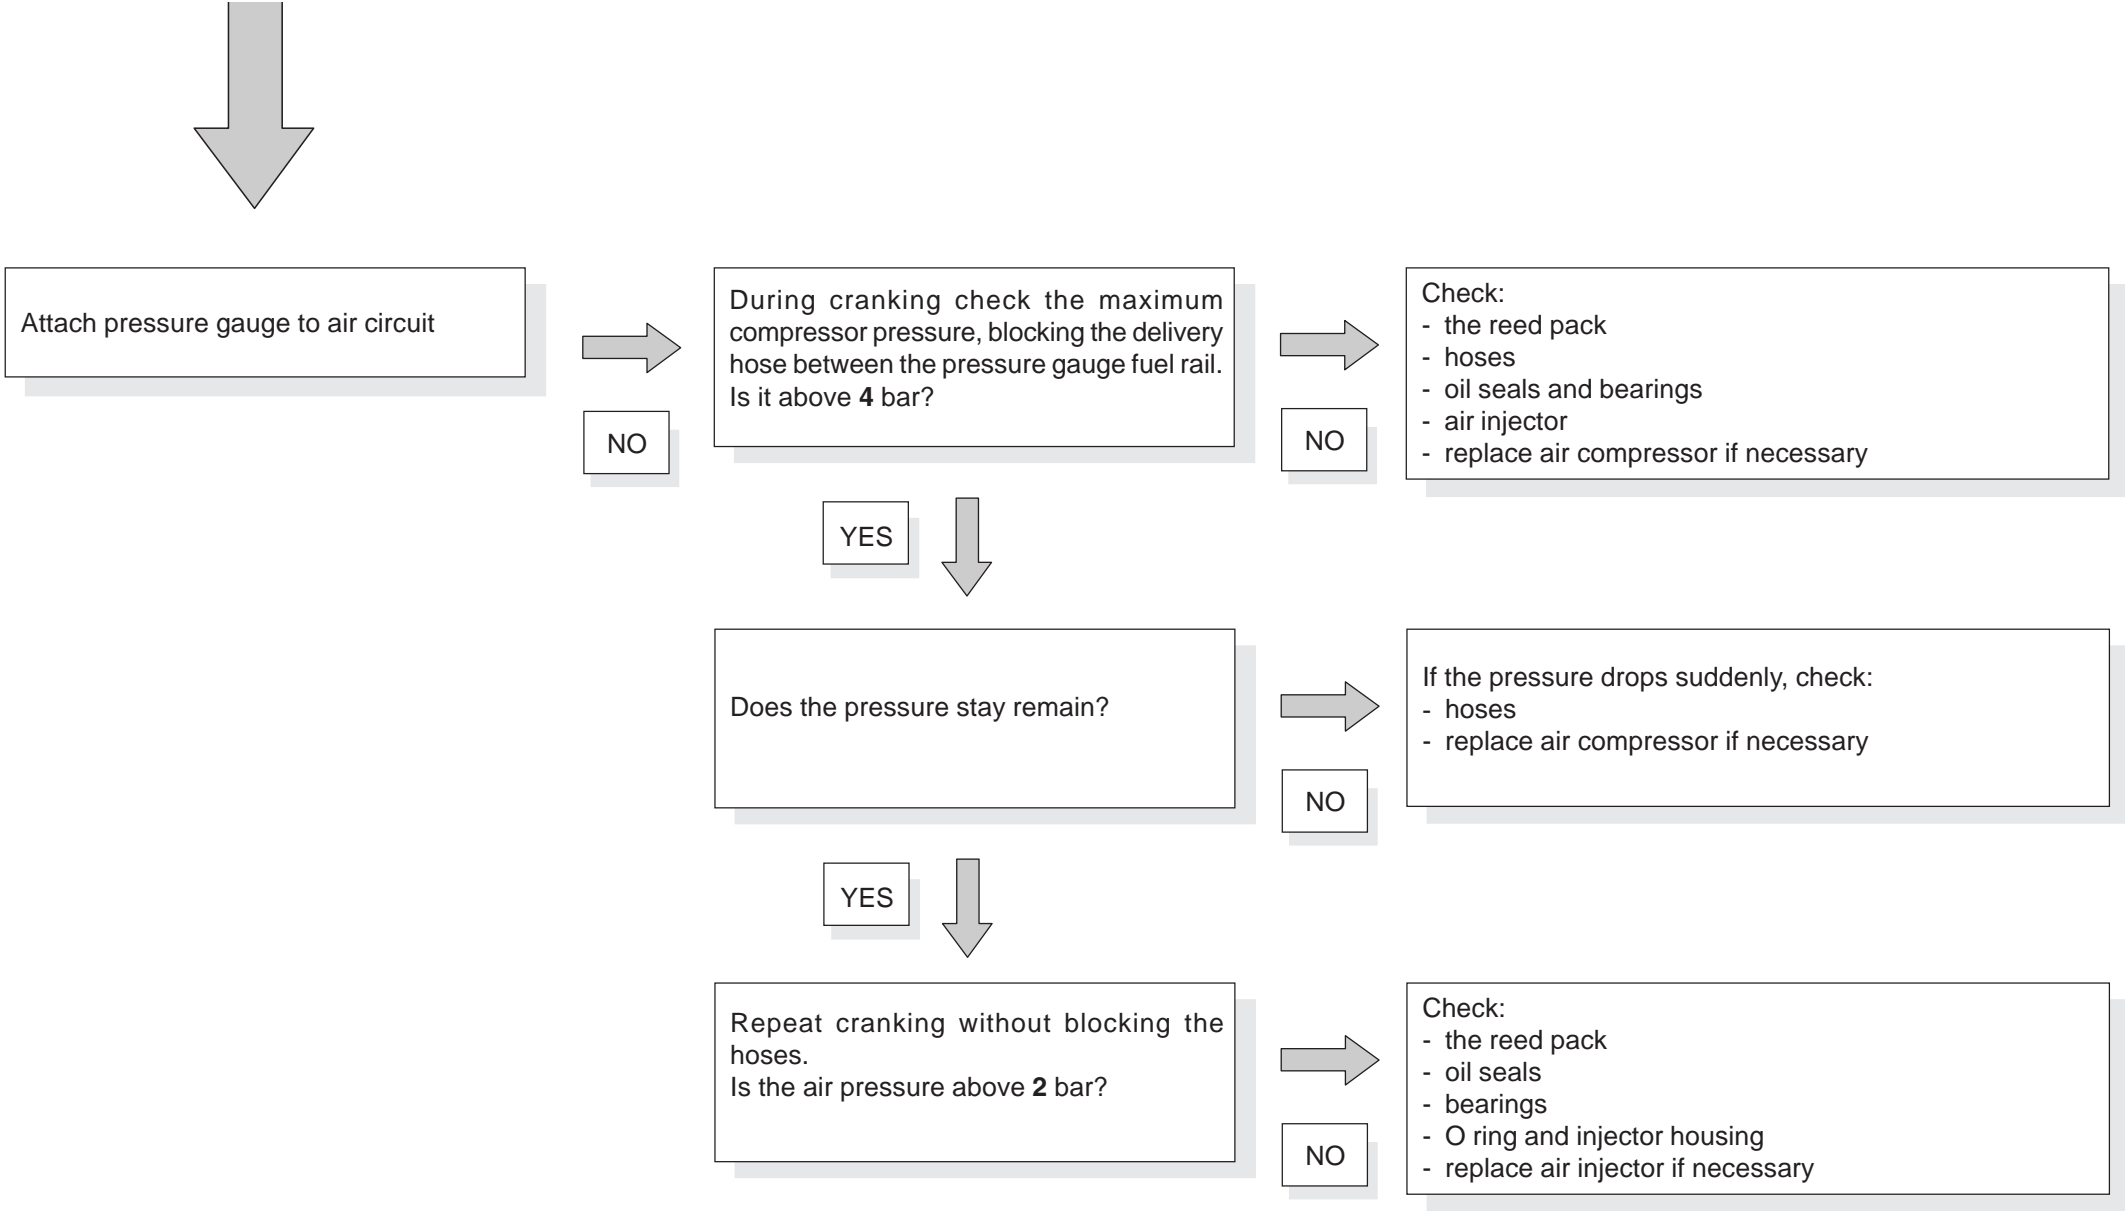 Attach pressure gauge to air circuit
NO
During cranking check the maximum
compressor pressure, blocking the delivery
hose between the pressure gauge fuel rail.
Is it above 4 bar?
NO
Check:
- the reed pack
- hoses
- oil seals and bearings
- air injector
- replace air compressor if necessary
YES
Does the pressure stay remain?
NO
If the pressure drops suddenly, check:
- hoses
- replace air compressor if necessary
YES
Repeat cranking without blocking the
hoses.
Is the air pressure above 2 bar?
NO
Check:
- the reed pack
- oil seals
- bearings
- O ring and injector housing
- replace air injector if necessary